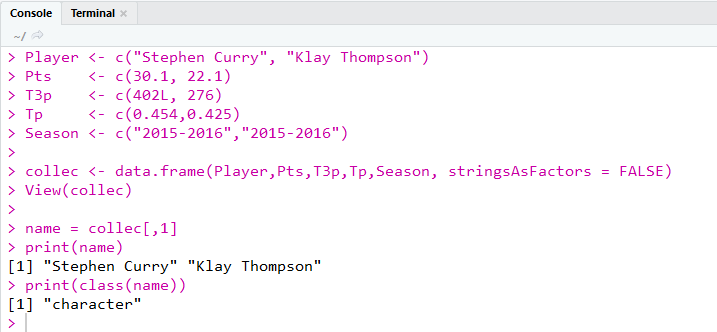 Console Terminal ×
~/
> Player <- c("Stephen Curry", "Klay Thompson")
> Pts    <- c(30.1, 22.1)
> T3p    <- c(402L, 276)
> Tp     <- c(0.454,0.425)
> Season <- c("2015-2016","2015-2016")
>
> collec <- data.frame(Player,Pts,T3p,Tp,Season, stringsAsFactors = FALSE)
> View(collec)
>
> name = collec[,1]
> print(name)
[1] "Stephen Curry" "Klay Thompson"
> print(class(name))
[1] "character"
>